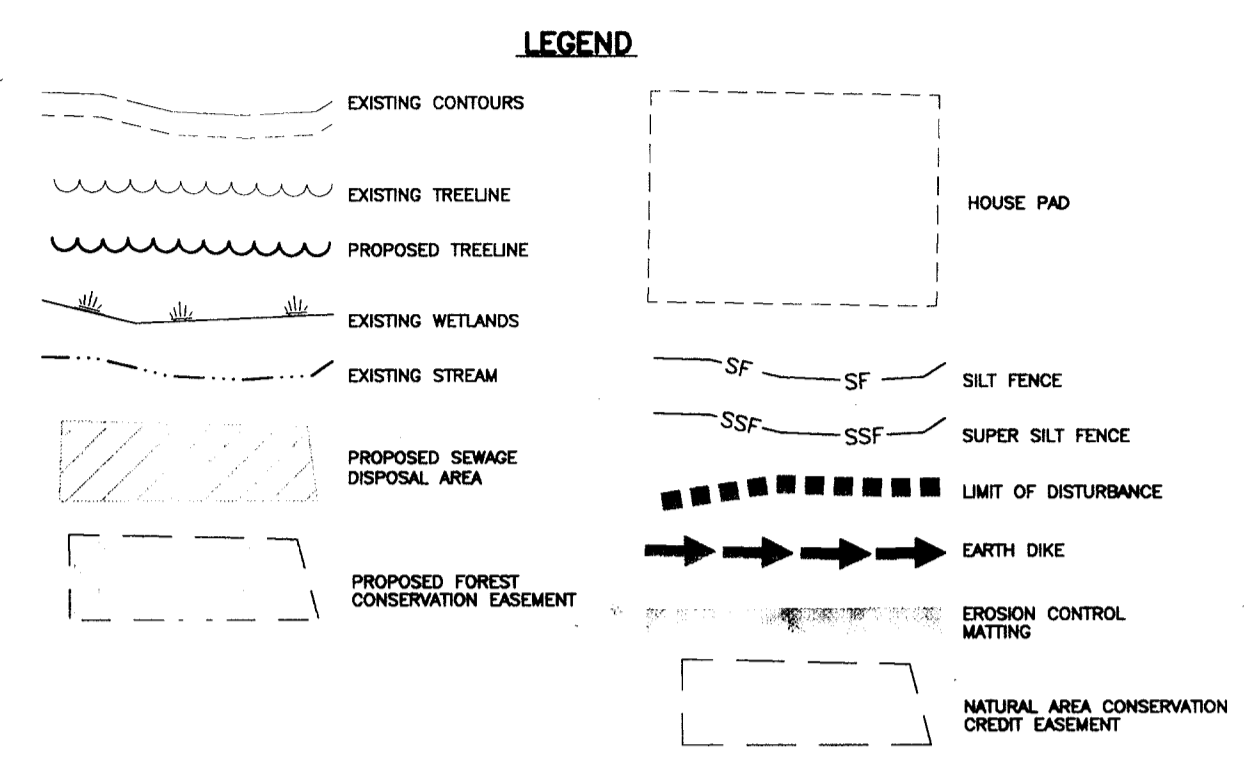 LEGEND
EXISTING CONTOURS
EXISTING TREELINE
PROPOSED TREELINE
EXISTING WETLANDS
EXISTING STREAM
PROPOSED SEWAGE
DISPOSAL AREA
PROPOSED FOREST
CONSERVATION EASEMENT
HOUSE PAD
SF
SF
SILT FENCE
SSF
SSF
SUPER SILT FENCE
LIMIT OF DISTURBANCE
EARTH DIKE
EROSION CONTROL
MATTING
NATURAL AREA CONSERVATION
CREDIT EASEMENT